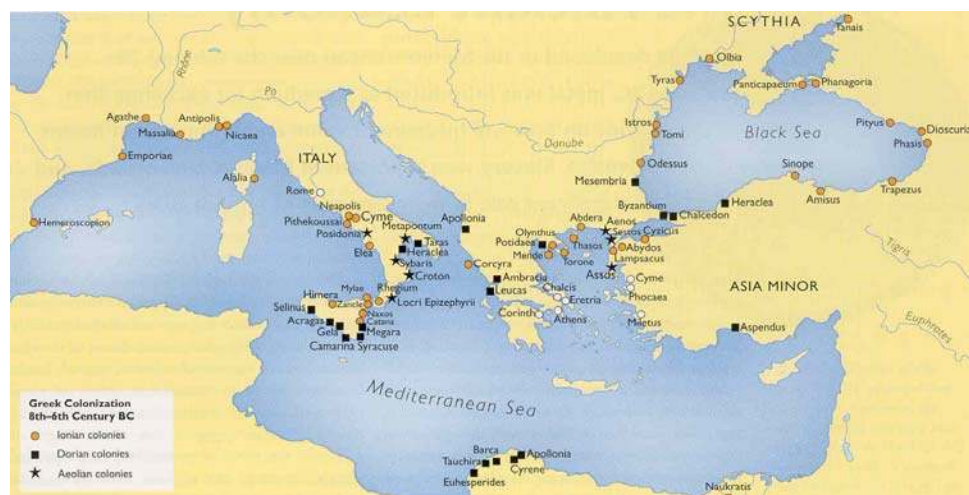 SCYTHIA
Tanais
Olbia
Tyras
Panticapaeum
Phanagoria
Rhône
Po
Agathe
Antipolis
Massalia
Nicaea
Istros
Tomi
Black Sea
Pityus
Dioscurias
Phasis
Emporiae
ITALY
Danube
Odessus
Sinope
Alalia
Mesembria
Trapezus
Rome
Amisus
Hemeroscopion
Neapolis
Cyme
Pithekoussai
Posidonia
Metapontum
Apollonia
Byzantium
Heraclea
Chalcedon
Abdera
Aenos
Sestos
Cyzicus
Taras
Heraclea
Olynthus
Potidaea
Thasos
Abydos
Lampsacus
Elea
Sybaris
Mende
Torone
Tigris
Corcyra
Croton
Assos
Ambracia
Cyme
ASIA MINOR
Rhegium
Mylae
Leucas
Chalcis
Phocaea
Himera
Zancle
Locri Epizephyrii
Eretria
Selinus
Naxos
Corinth
Athens
Miletus
Euphrates
Acragas
Catana
Gela
Megara
Aspendus
Camarina
Syracuse
Mediterranean Sea
Greek Colonization
8th–6th Century BC
Ionian colonies
Dorian colonies
Aeolian colonies
Barca
Apollonia
Tauchira
Cyrene
Euhesperides
Naukratis